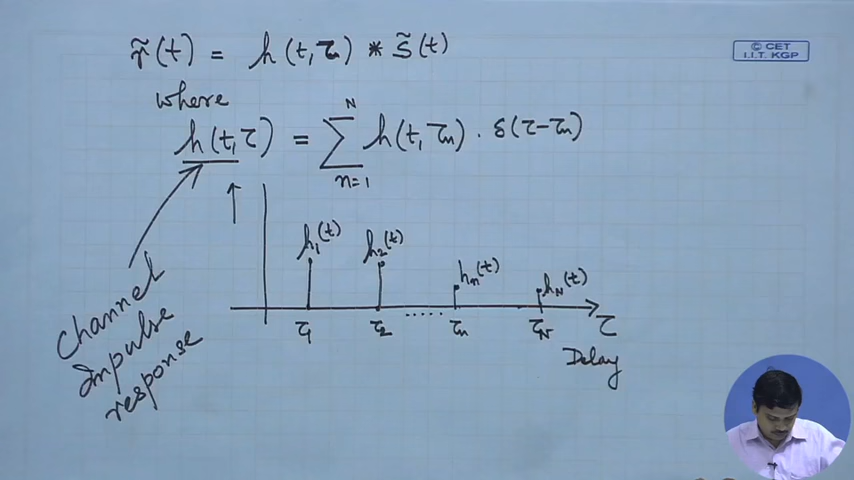 r̃(t) = h(t,τn) * s̃(t)
© CET
I.I.T. KGP
where
h(t,τ) = Σ h(t,τn) · δ(τ-τn)
N
n=1
h1(t) h2(t) hn(t) hN(t)
τ1 τ2 ..... τn τN τ
Delay
Channel
Impulse
response